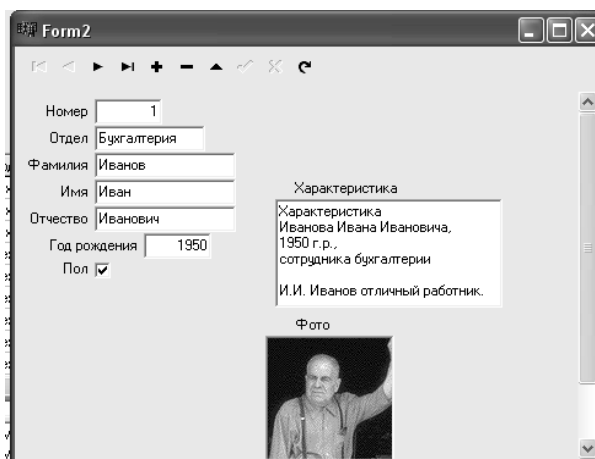 Form2
Номер 1
Отдел Бухгалтерия
Фамилия Иванов
Имя Иван
Отчество Иванович
Год рождения 1950
Пол
Характеристика
Характеристика
Иванова Ивана Ивановича,
1950 г.р.,
сотрудника бухгалтерии
И.И. Иванов отличный работник.
Фото